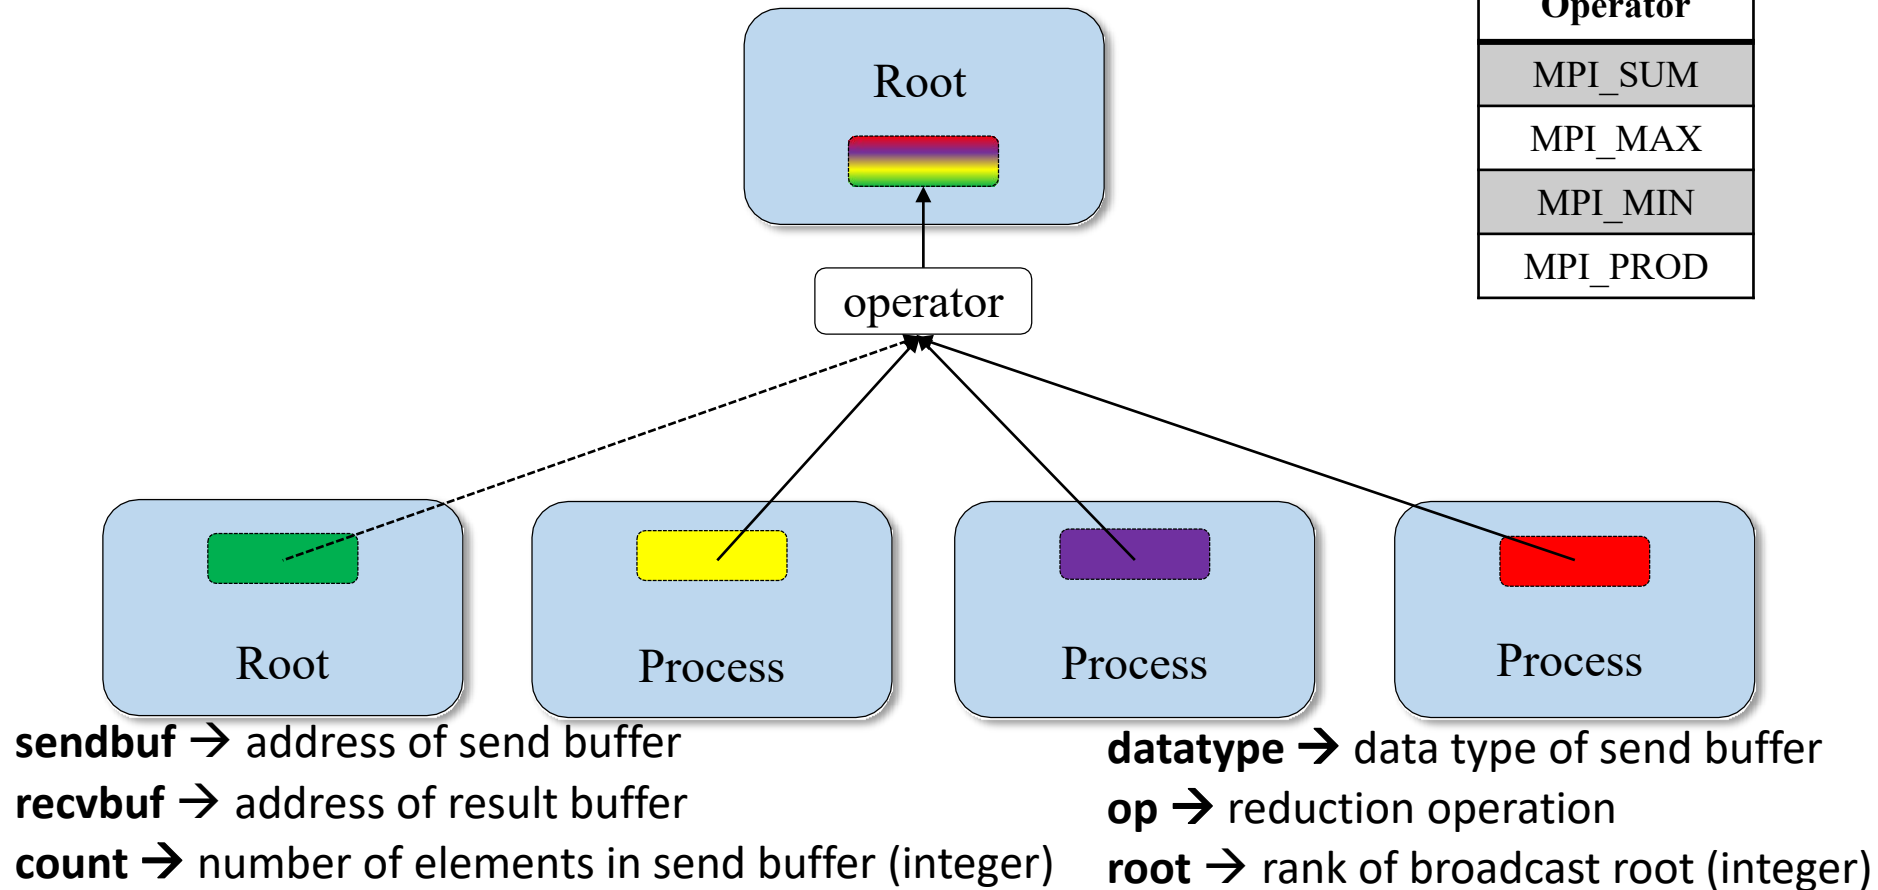 Operator
MPI_SUM
MPI_MAX
MPI_MIN
MPI_PROD
Root
operator
Root
Process
Process
Process
sendbuf → address of send buffer
recvbuf → address of result buffer
count → number of elements in send buffer (integer)
datatype → data type of send buffer
op → reduction operation
root → rank of broadcast root (integer)